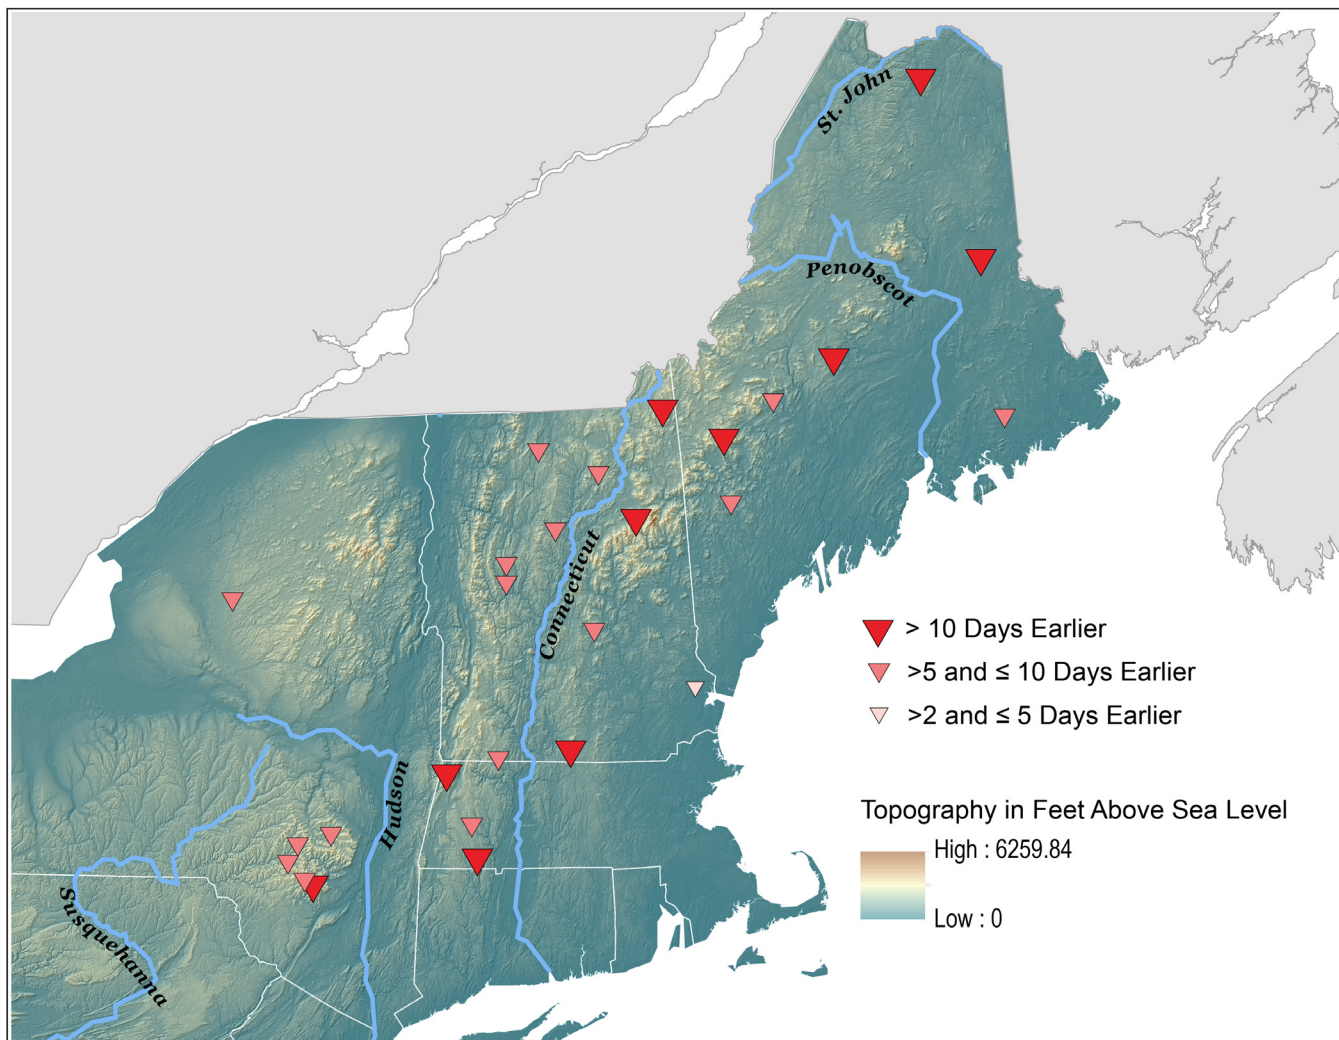 St. John
Penobscot
Connecticut
> 10 Days Earlier
>5 and ≤ 10 Days Earlier
>2 and ≤ 5 Days Earlier
Hudson
Topography in Feet Above Sea Level
High : 6259.84
Low : 0
Susquehanna